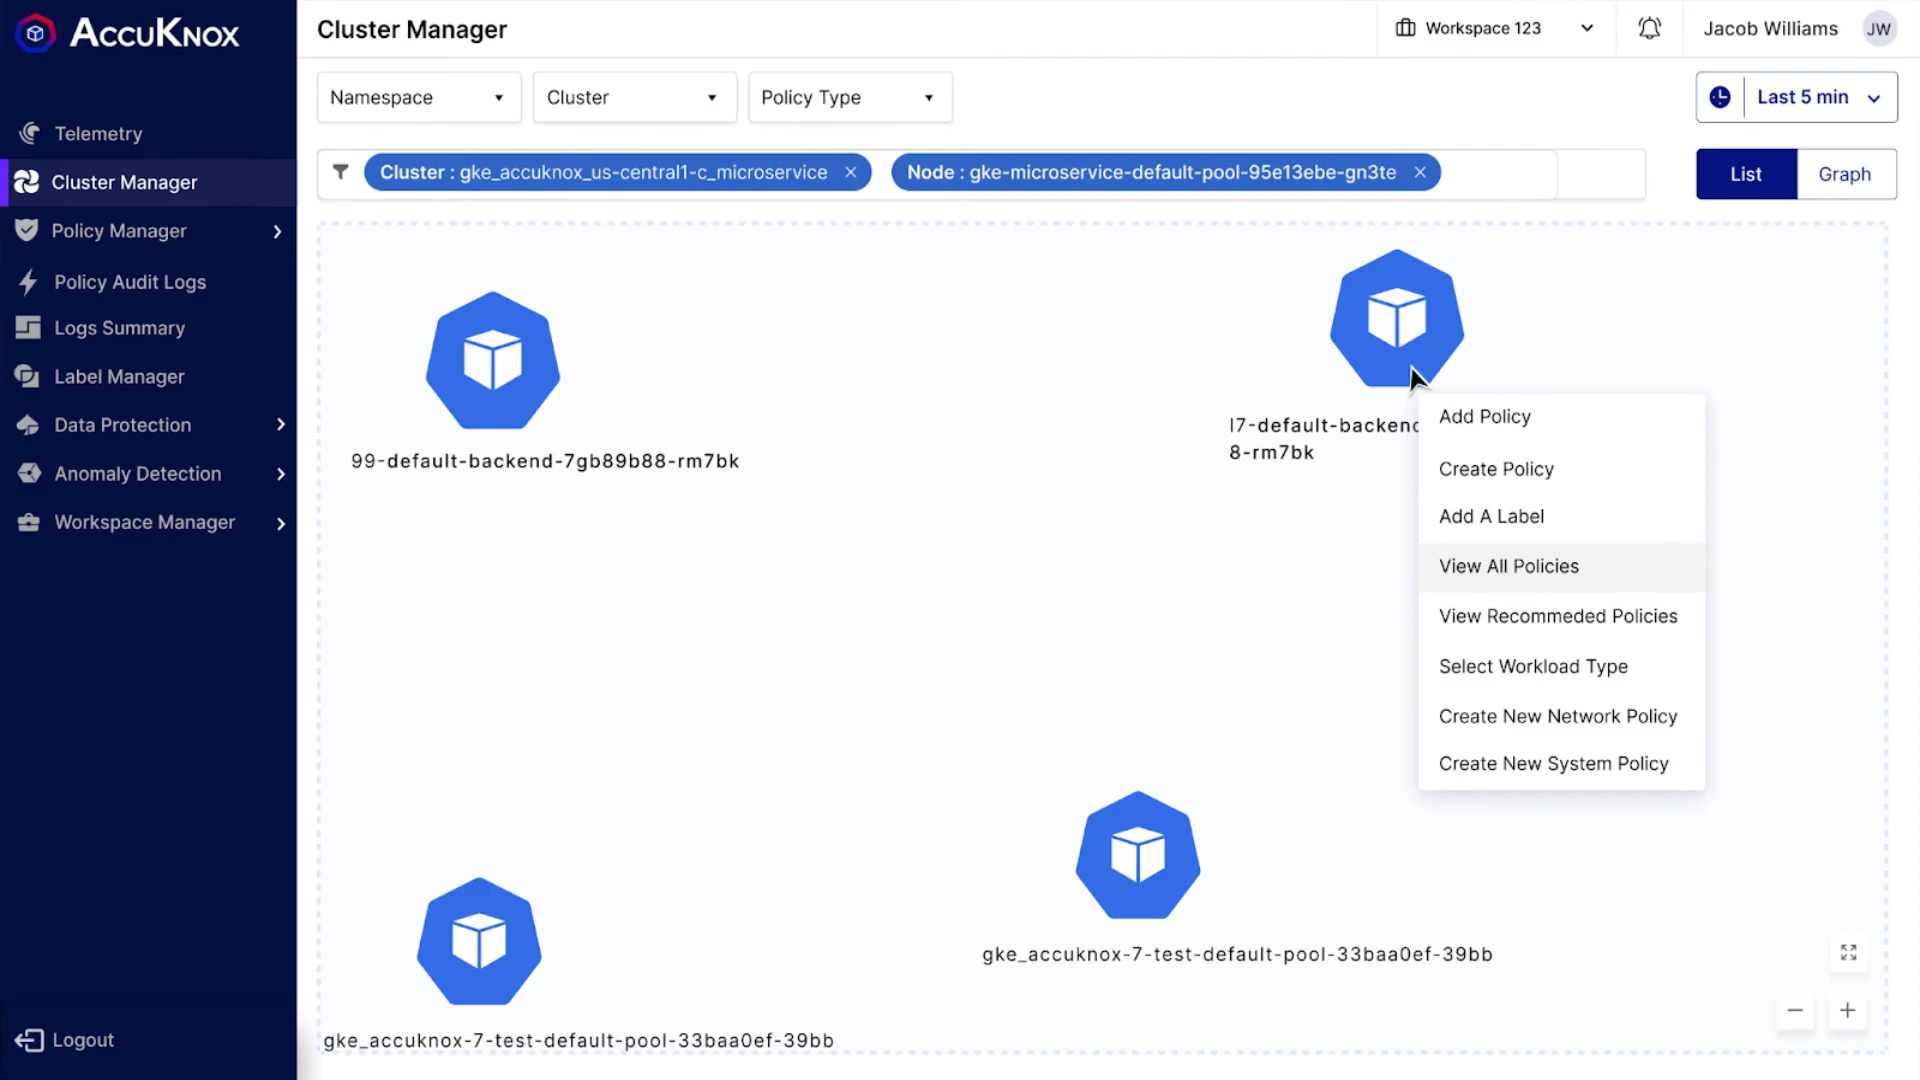 ACCUKNOX
Cluster Manager
Workspace 123
Jacob Williams
JW
Telemetry
Cluster Manager
Policy Manager
Policy Audit Logs
Logs Summary
Label Manager
Data Protection
Anomaly Detection
Workspace Manager
Logout
Namespace
Cluster
Policy Type
Last 5 min
Cluster : gke_accuknox_us-central1-c_microservice
Node : gke-microservice-default-pool-95e13ebe-gn3te
List
Graph
99-default-backend-7gb89b88-rm7bk
l7-default-backend
8-rm7bk
Add Policy
Create Policy
Add A Label
View All Policies
View Recommeded Policies
Select Workload Type
Create New Network Policy
Create New System Policy
gke_accuknox-7-test-default-pool-33baa0ef-39bb
gke_accuknox-7-test-default-pool-33baa0ef-39bb